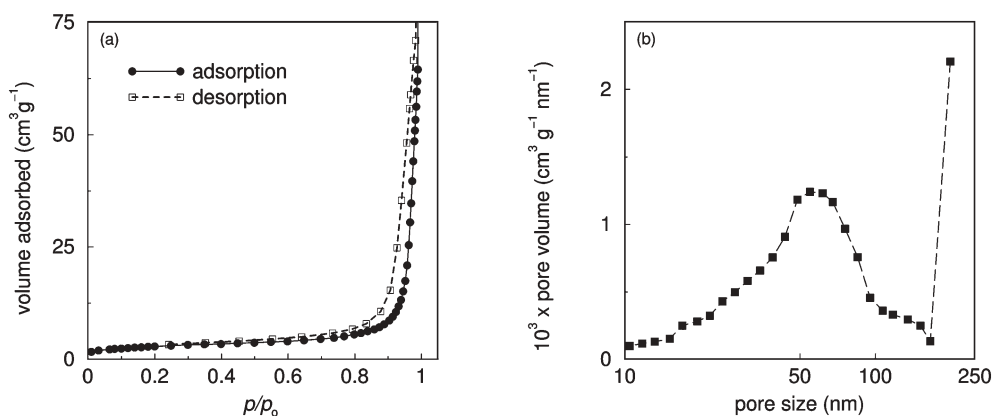 (a)
adsorption
desorption
75
50
25
0
0
0.2
0.4
0.6
0.8
1
volume adsorbed (cm³g⁻¹)
p/pₒ
(b)
2
1
0
10
50
100
250
10³ x pore volume (cm³ g⁻¹ nm⁻¹)
pore size (nm)